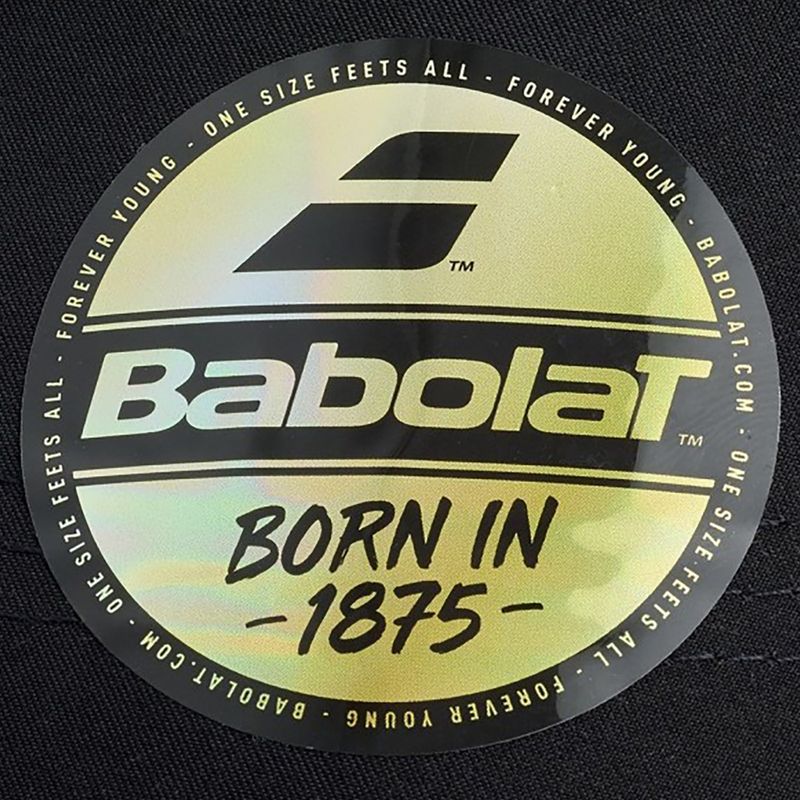 ONE SIZE FEETS ALL - FOREVER YOUNG - BABOLAT.COM - ONE SIZE FEETS ALL - FOREVER YOUNG - BABOLAT.COM - ONE SIZE FEETS ALL - FOREVER YOUNG -
TM
BABOLAT TM
BORN IN
- 1875 -